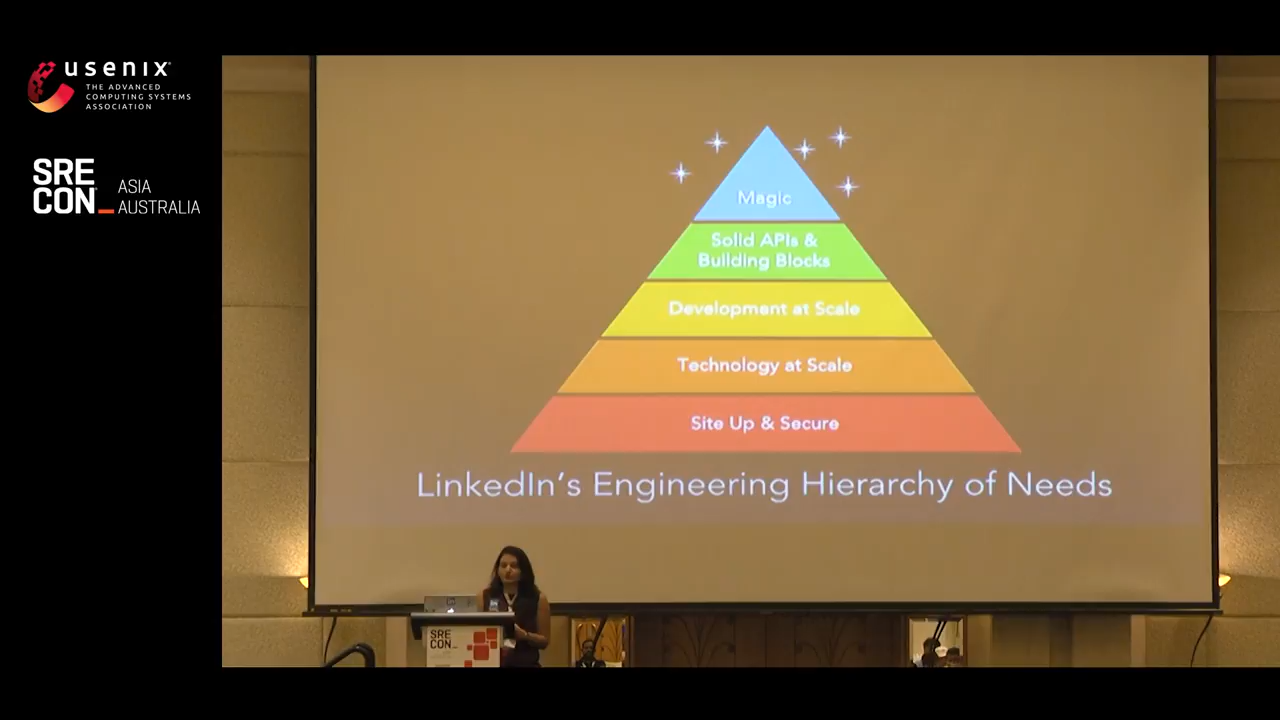 usenix
THE ADVANCED
COMPUTING SYSTEMS
ASSOCIATION
SRE
CON
ASIA
AUSTRALIA
Magic
Solid APIs &
Building Blocks
Development at Scale
Technology at Scale
Site Up & Secure
LinkedIn's Engineering Hierarchy of Needs
SRE
CON